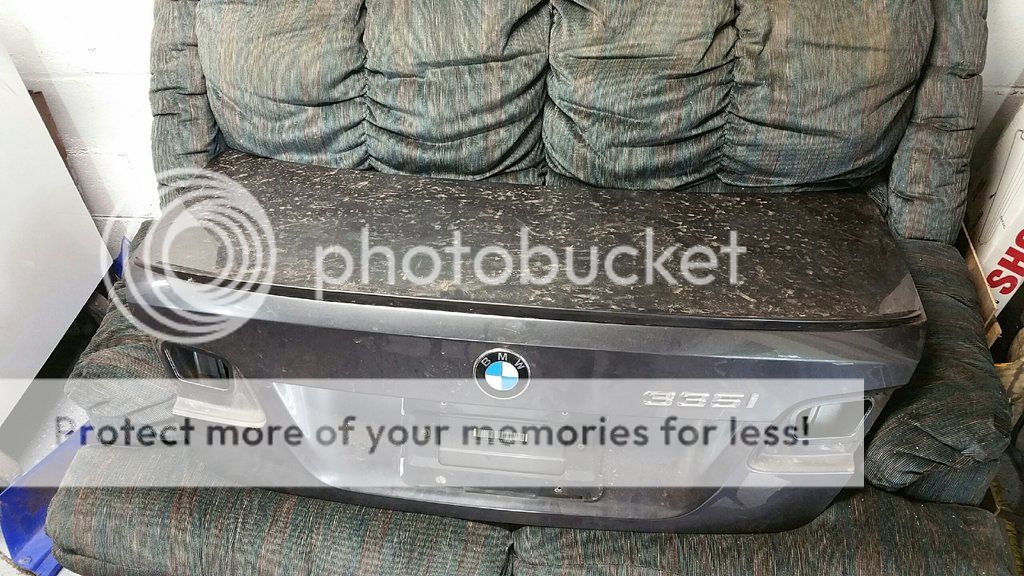 photobucket
SHO
BMW
335i
Protect more of your memories for less!